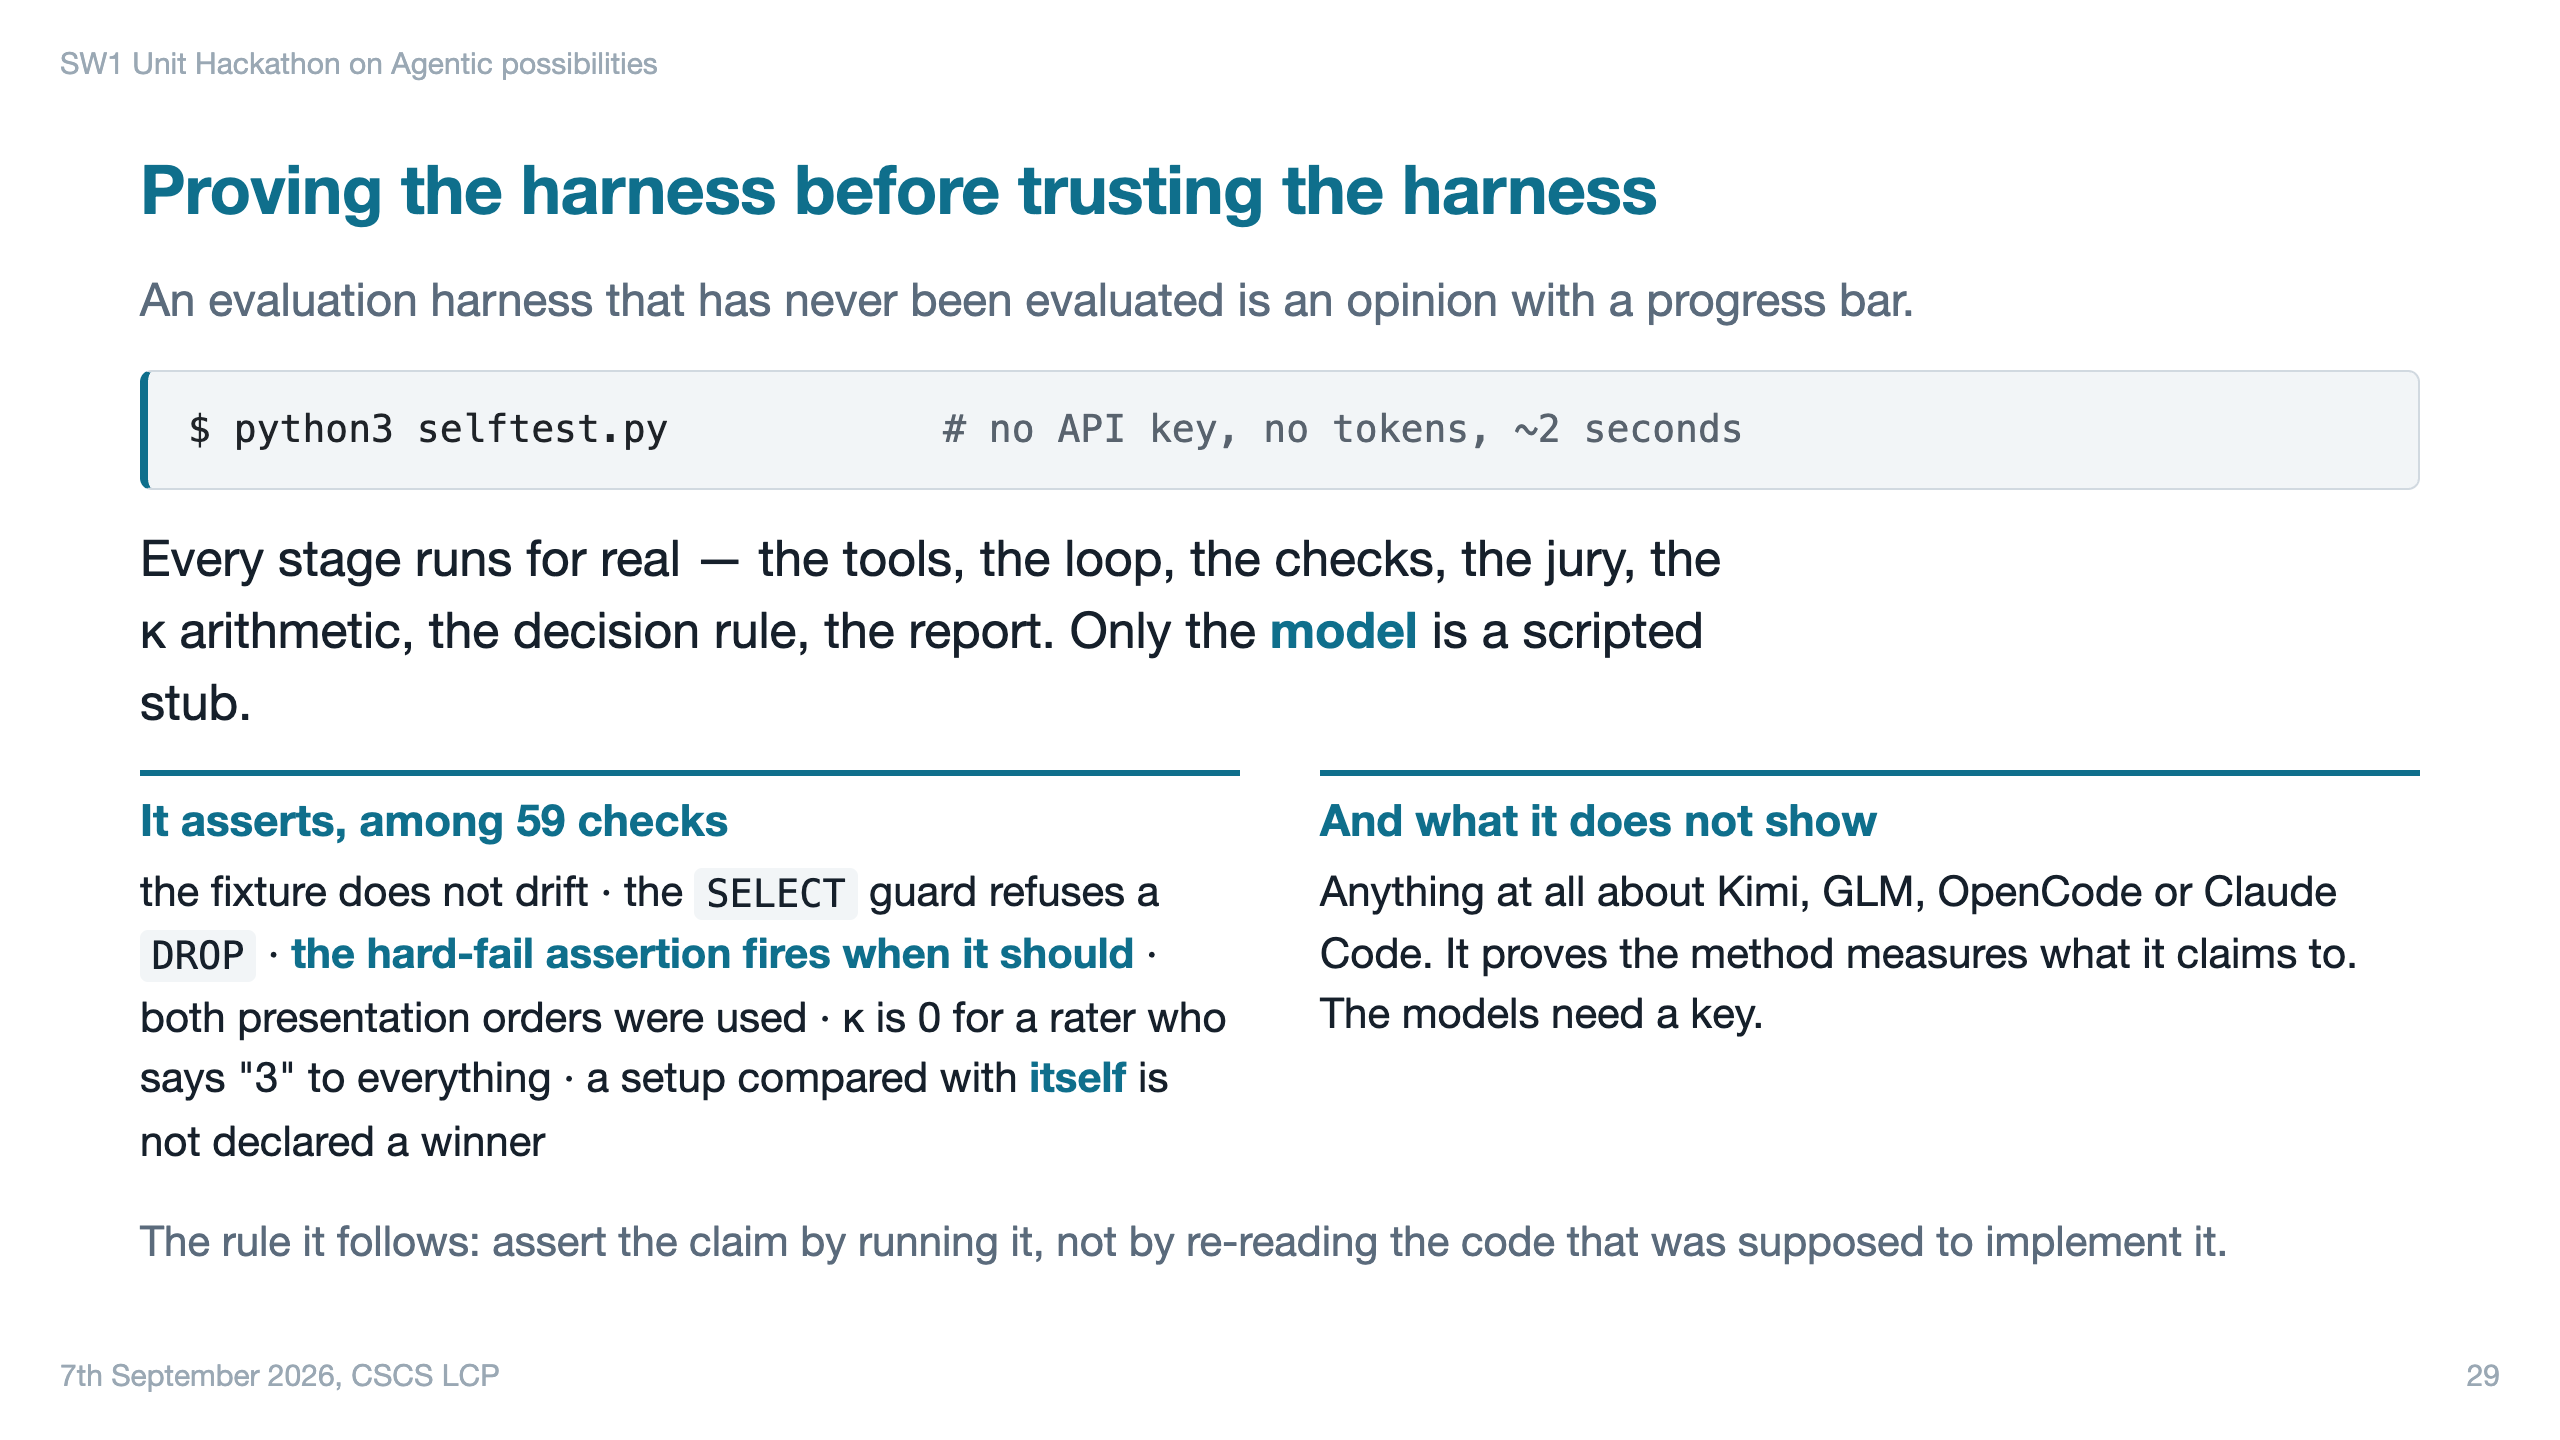 SW1 Unit Hackathon on Agentic possibilities
Proving the harness before trusting the harness
An evaluation harness that has never been evaluated is an opinion with a progress bar.
$ python3 selftest.py # no API key, no tokens, ~2 seconds
Every stage runs for real — the tools, the loop, the checks, the jury, the
κ arithmetic, the decision rule, the report. Only the model is a scripted
stub.
It asserts, among 59 checks
the fixture does not drift · the SELECT guard refuses a
DROP · the hard-fail assertion fires when it should ·
both presentation orders were used · κ is 0 for a rater who
says "3" to everything · a setup compared with itself is
not declared a winner
And what it does not show
Anything at all about Kimi, GLM, OpenCode or Claude
Code. It proves the method measures what it claims to.
The models need a key.
The rule it follows: assert the claim by running it, not by re-reading the code that was supposed to implement it.
7th September 2026, CSCS LCP
29